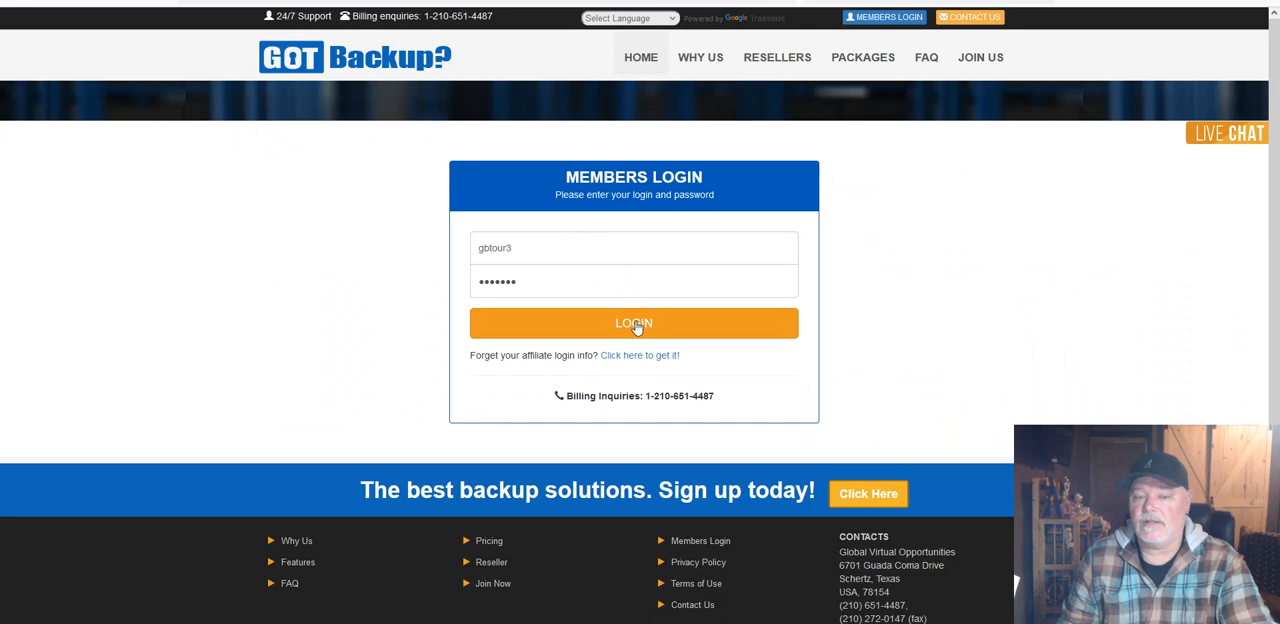 24/7 Support Billing enquiries: 1-210-651-4487
Select Language
Powered by Google Translate
MEMBERS LOGIN
CONTACT US
GOT Backup?
HOME WHY US RESELLERS PACKAGES FAQ JOIN US
LIVE CHAT
MEMBERS LOGIN
Please enter your login and password
gbtour3
•••••••
LOGIN
Forget your affiliate login info? Click here to get it!
Billing Inquiries: 1-210-651-4487
The best backup solutions. Sign up today!
Click Here
Why Us
Features
FAQ
Pricing
Reseller
Join Now
Members Login
Privacy Policy
Terms of Use
Contact Us
CONTACTS
Global Virtual Opportunities
6701 Guada Coma Drive
Schertz, Texas
USA, 78154
(210) 651-4487,
(210) 272-0147 (fax)